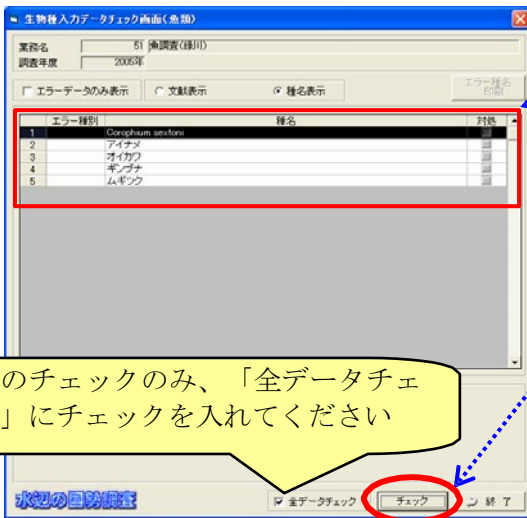 生物種入力データチェック画面(魚類)
業務名 51 魚調査(緑川)
調査年度 2005年
エラーデータのみ表示 文献表示 種名表示 エラー種名
印刷
エラー種別 種名 対処
1 Corophium sextoni
2 アイナメ
3 オイカワ
4 ギンブナ
5 ムギツク
のチェックのみ、「全データチェ
」にチェックを入れてください
水辺の国勢調査 全データチェック チェック 終 了